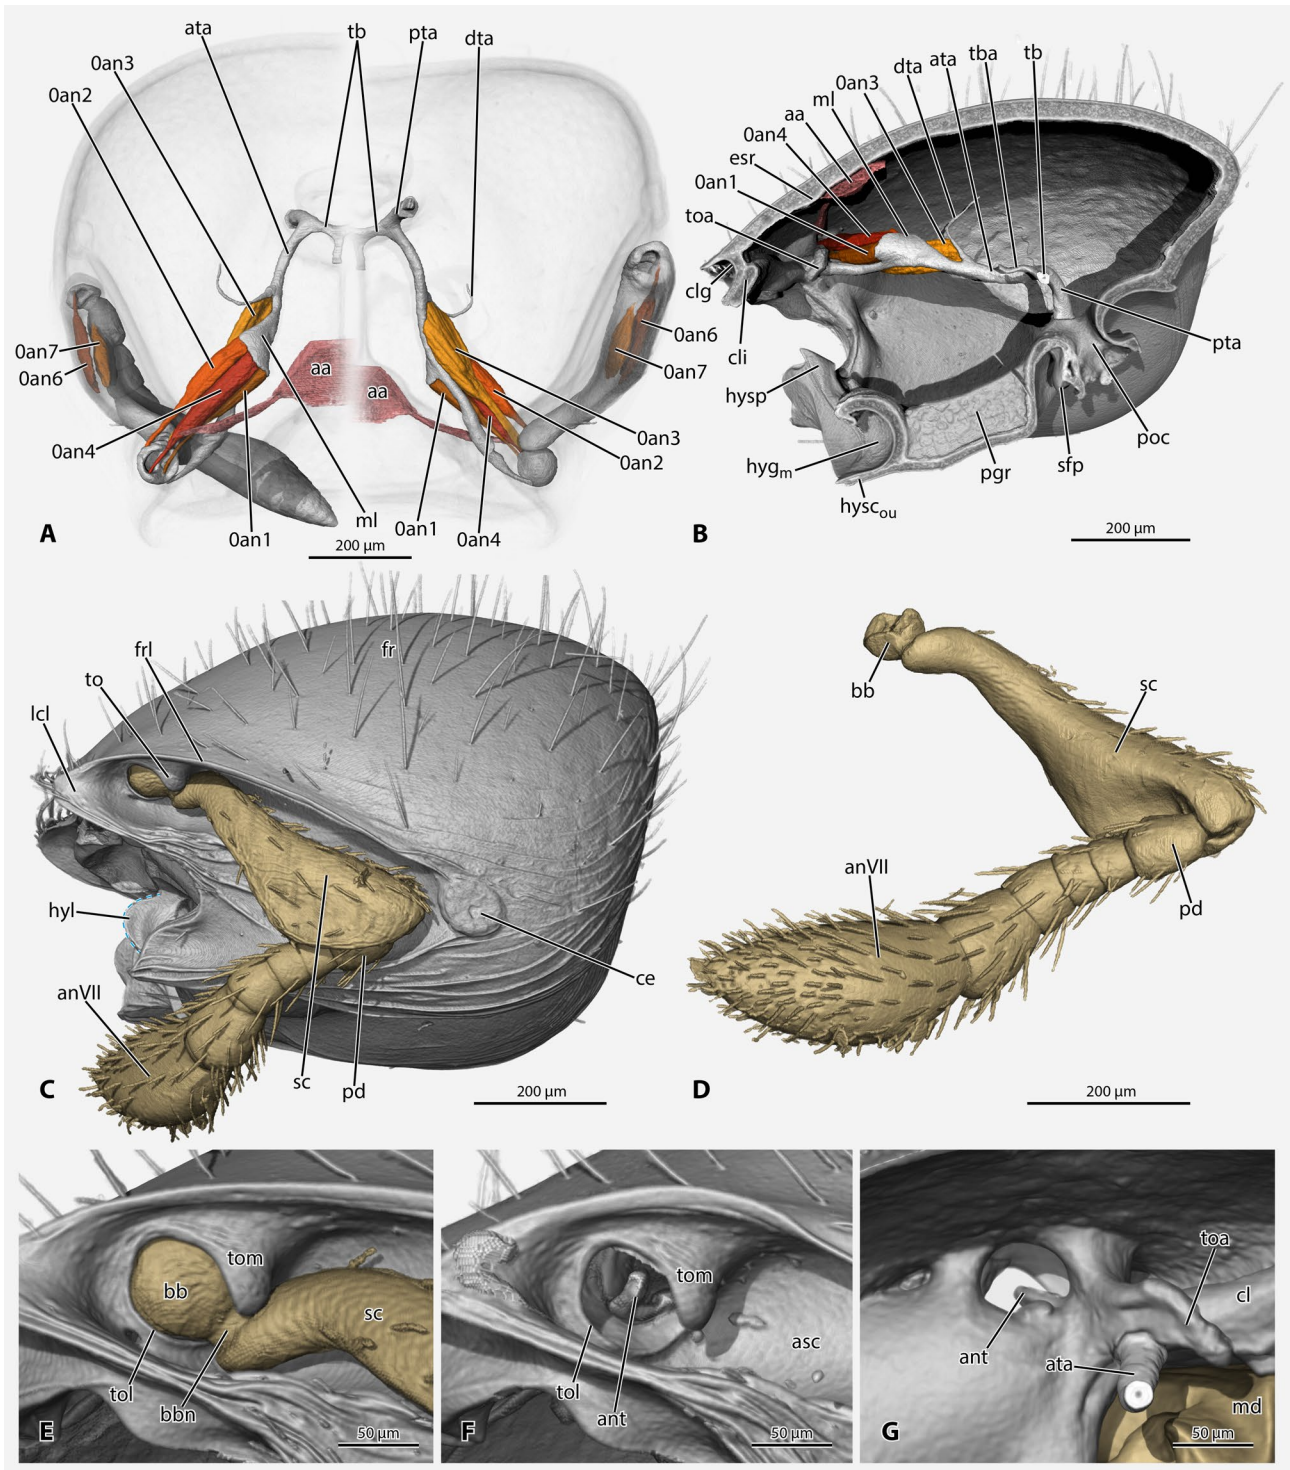 ata
tb
pta
dta
0an3
0an2
0an7
0an6
0an4
0an1
ml
aa
aa
0an6
0an7
0an3
0an2
0an1
0an4
A
200 µm
tb
tba
ata
dta
0an3
ml
aa
0an4
esr
0an1
toa
clg
cli
hysp
hygm
hyscou
pgr
sfp
poc
pta
B
200 µm
fr
frl
to
lcl
hyl
anVII
sc
pd
ce
C
200 µm
bb
sc
anVII
pd
D
200 µm
tom
bb
sc
tol
bbn
E
50 µm
tom
asc
tol
ant
F
50 µm
toa
cl
ant
ata
md
G
50 µm